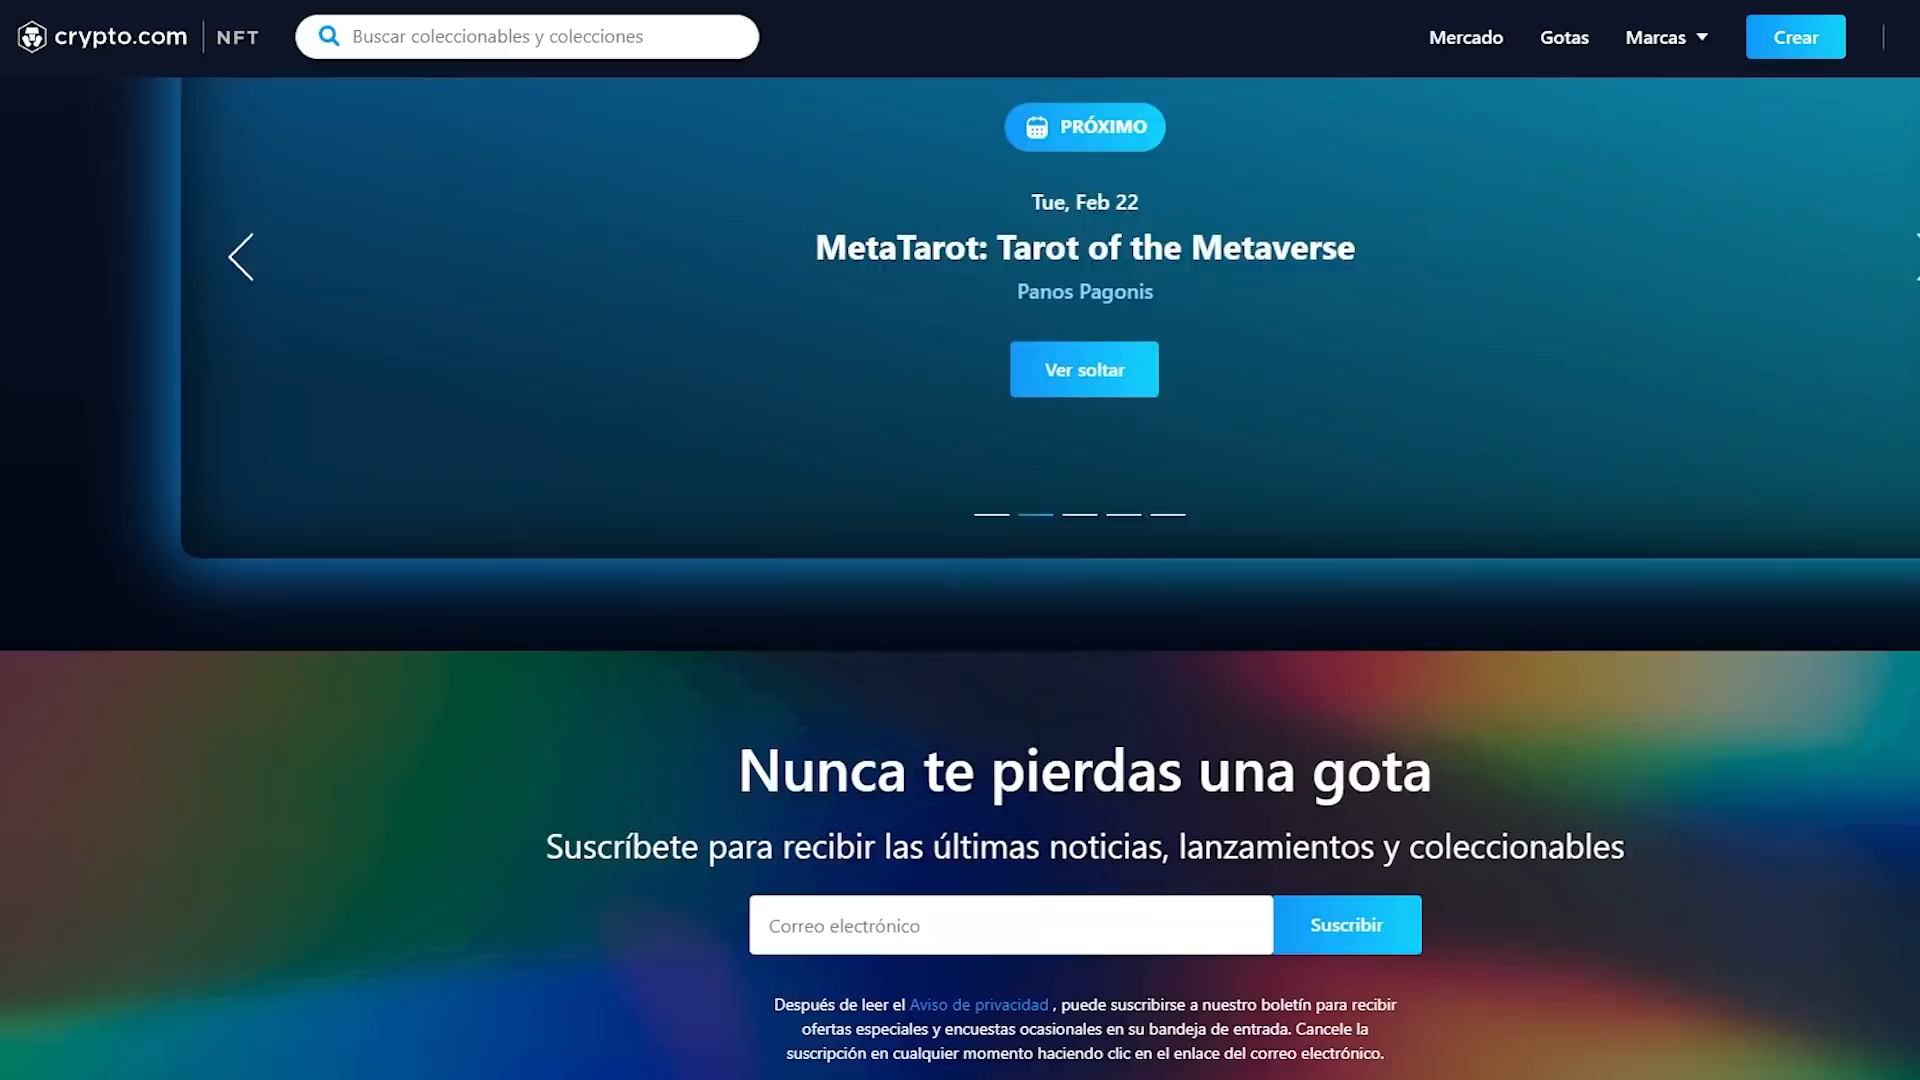 crypto.com NFT
Buscar coleccionables y colecciones
Mercado
Gotas
Marcas
Crear
PRÓXIMO
Tue, Feb 22
MetaTarot: Tarot of the Metaverse
Panos Pagonis
Ver soltar
Nunca te pierdas una gota
Suscríbete para recibir las últimas noticias, lanzamientos y coleccionables
Correo electrónico
Suscribir
Después de leer el Aviso de privacidad , puede suscribirse a nuestro boletín para recibir
ofertas especiales y encuestas ocasionales en su bandeja de entrada. Cancele la
suscripción en cualquier momento haciendo clic en el enlace del correo electrónico.